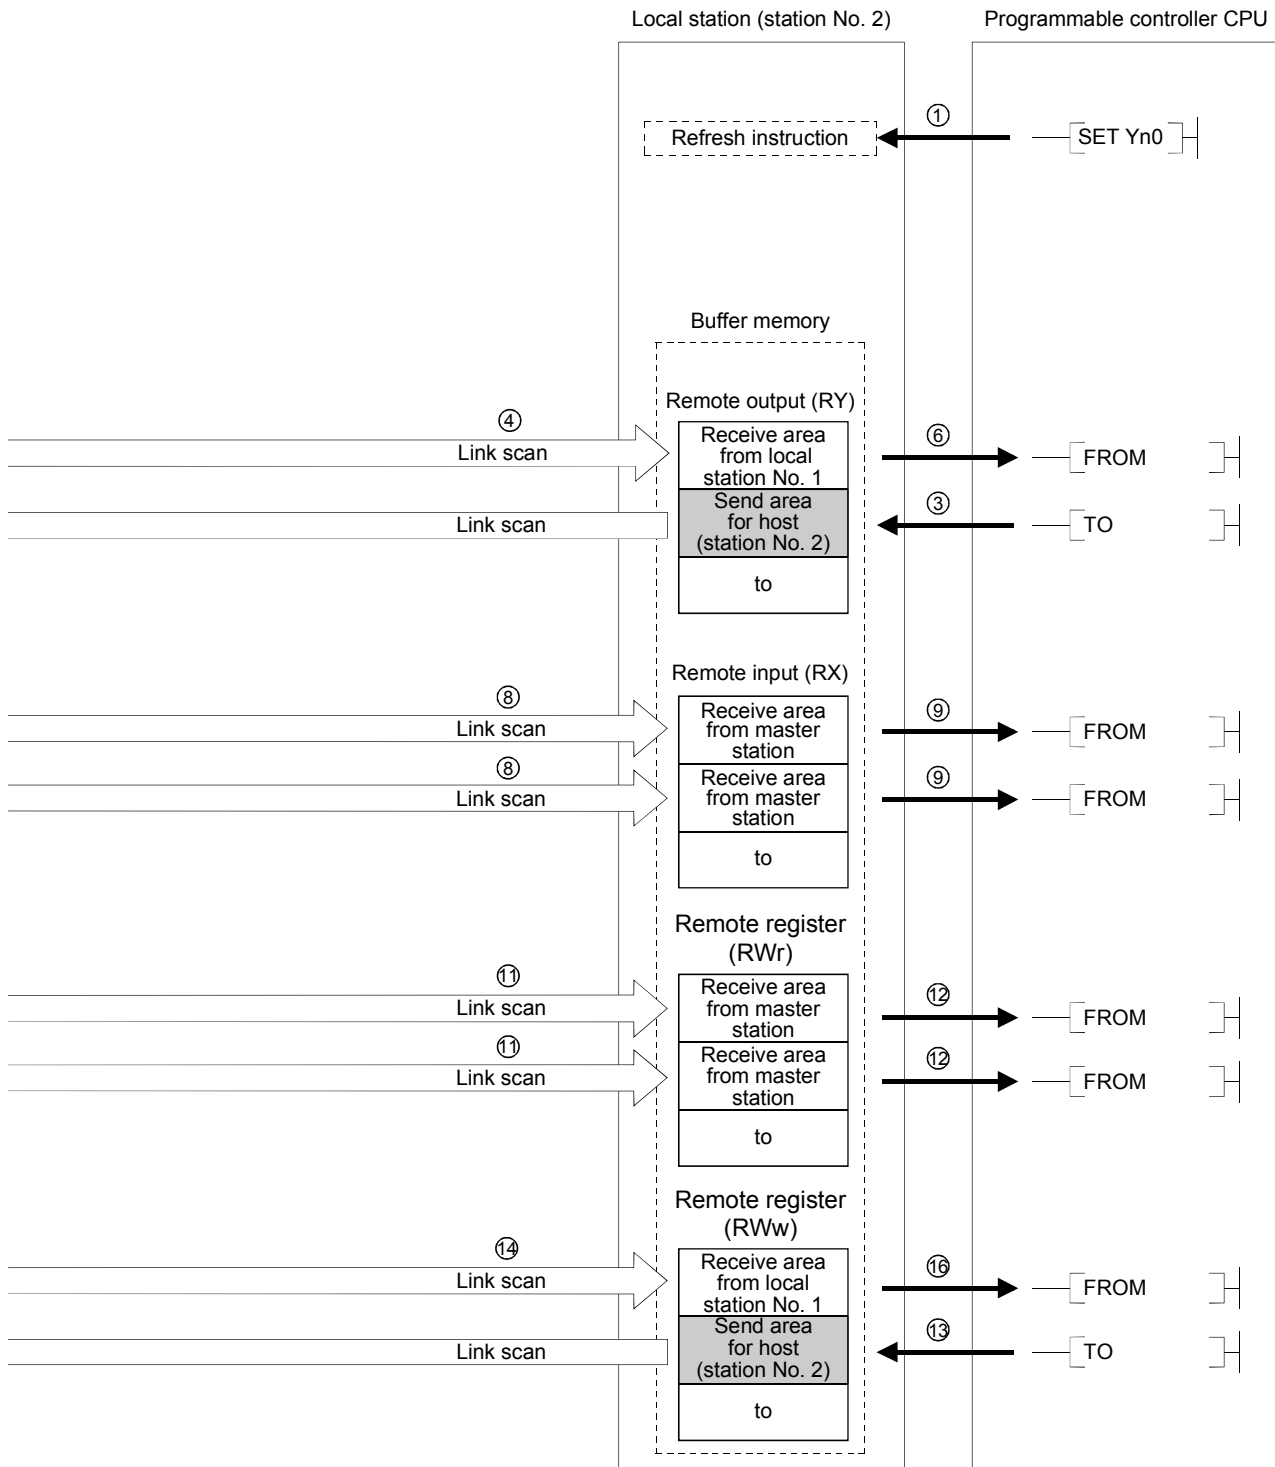 Local station (station No. 2) Programmable controller CPU
①
Refresh instruction SET Yn0
Buffer memory
Remote output (RY)
④ Receive area ⑥
Link scan from local FROM
station No. 1
Send area ③
Link scan for host TO
(station No. 2)
to
Remote input (RX)
⑧ Receive area ⑨
Link scan from master FROM
station
⑧ Receive area ⑨
Link scan from master FROM
station
to
Remote register
(RWr)
⑪ Receive area ⑫
Link scan from master FROM
station
⑪ Receive area ⑫
Link scan from master FROM
station
to
Remote register
(RWw)
⑭ Receive area ⑯
Link scan from local FROM
station No. 1
Send area ⑬
Link scan for host TO
(station No. 2)
to